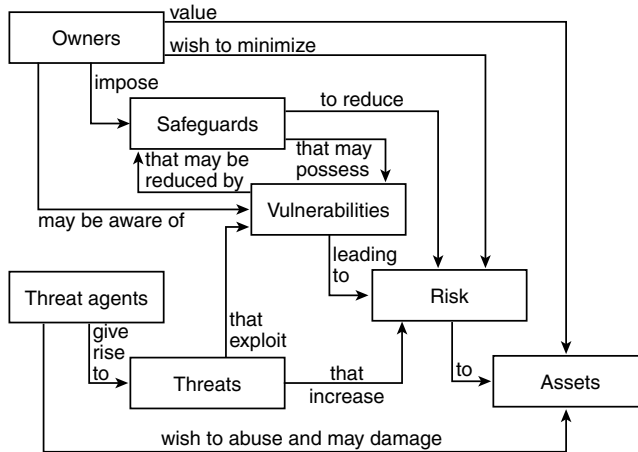 value
Owners
wish to minimize
impose
to reduce
Safeguards
that may be
reduced by
that may
possess
may be aware of
Vulnerabilities
leading
to
Threat agents
Risk
give
rise
to
that
exploit
Threats
that
increase
to
Assets
wish to abuse and may damage